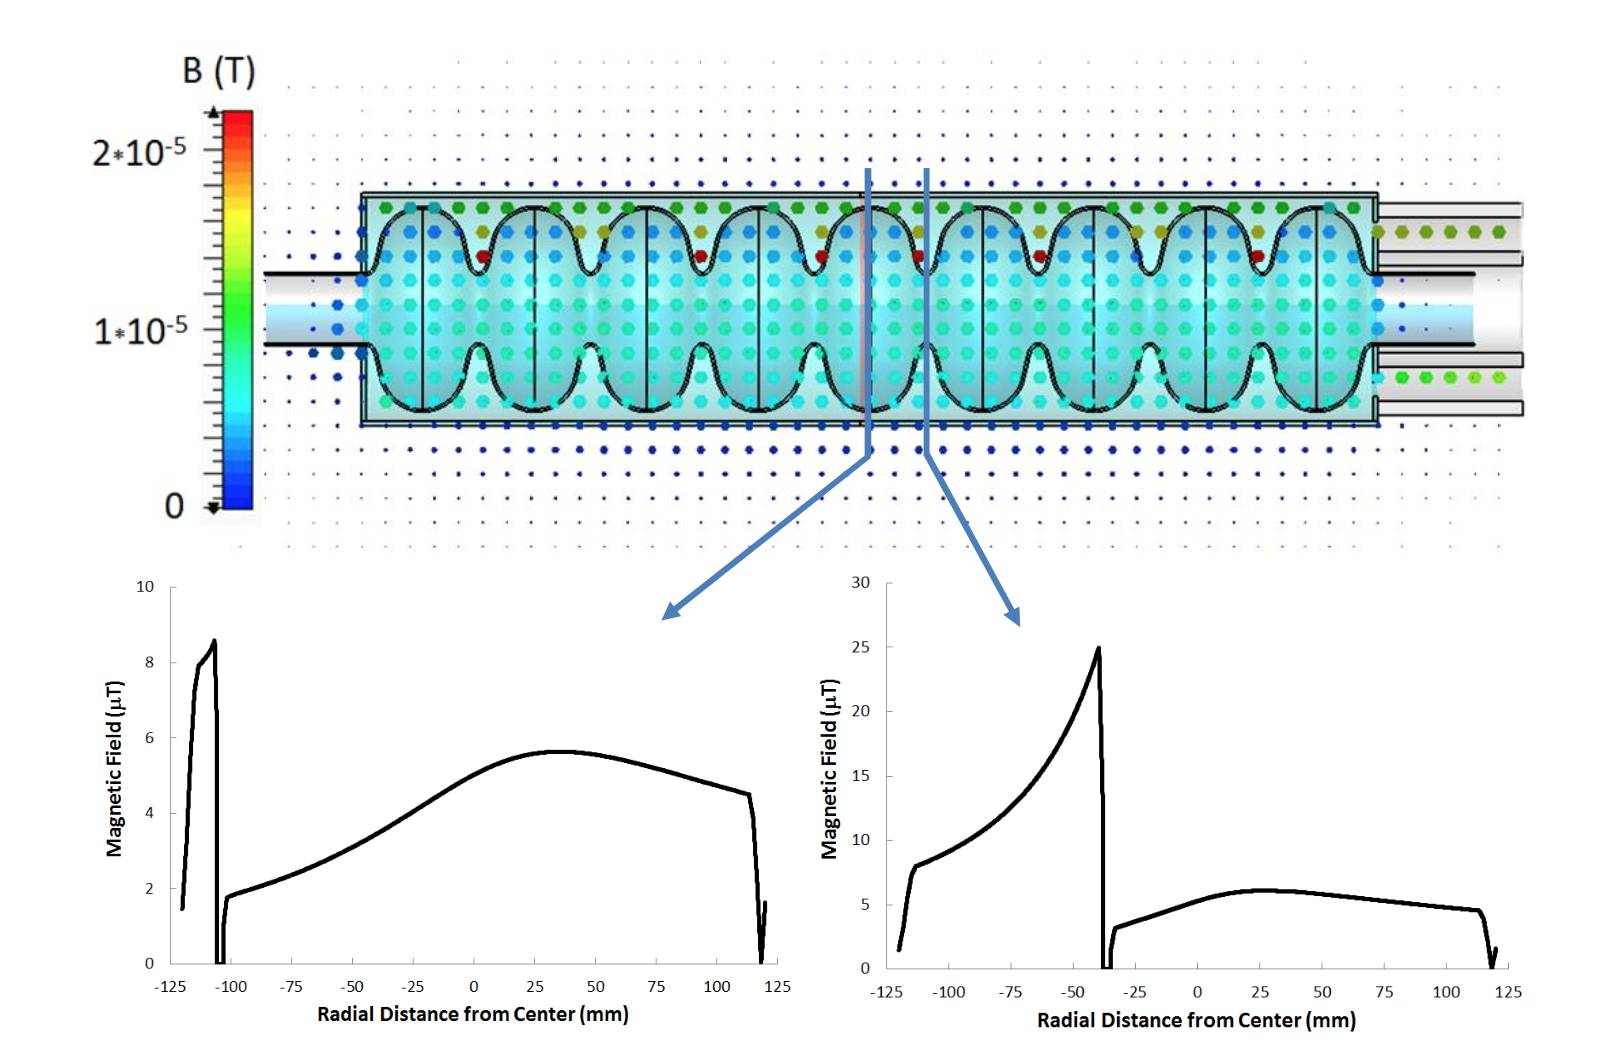 B (T)
2*10-5
1*10-5
0
10
8
6
4
2
0
Magnetic Field (μT)
-125 -100 -75 -50 -25 0 25 50 75 100 125
Radial Distance from Center (mm)
30
25
20
15
10
5
0
Magnetic Field (μT)
-125 -100 -75 -50 -25 0 25 50 75 100 125
Radial Distance from Center (mm)